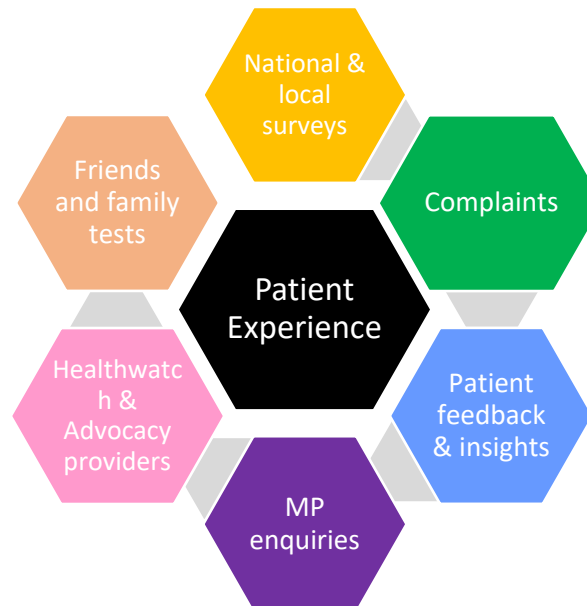 National &
local
surveys
Friends
and family
tests
Complaints
Patient
Experience
Healthwatc
h &
Advocacy
providers
Patient
feedback
& insights
MP
enquiries